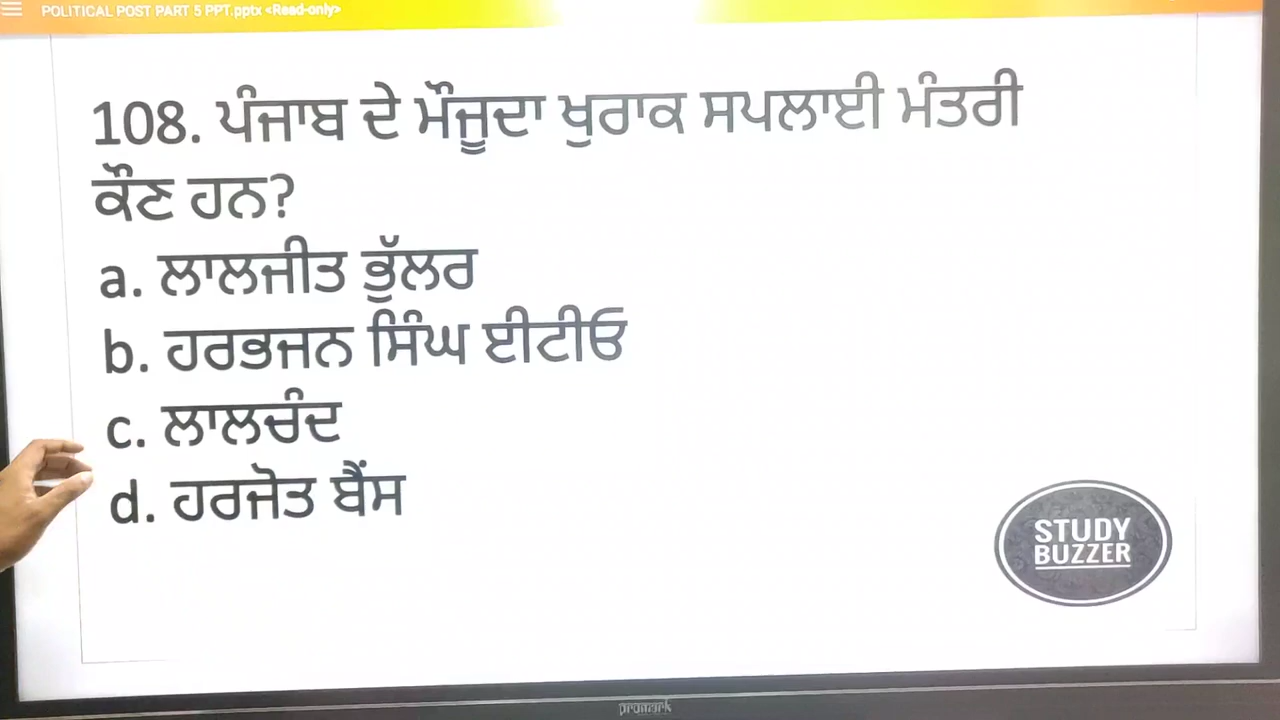 POLITICAL POST PART 5 PPT.pptx <Read-only>
108. ਪੰਜਾਬ ਦੇ ਮੌਜੂਦਾ ਖੁਰਾਕ ਸਪਲਾਈ ਮੰਤਰੀ
ਕੌਣ ਹਨ?
a. ਲਾਲਜੀਤ ਭੁੱਲਰ
b. ਹਰਭਜਨ ਸਿੰਘ ਈਟੀਓ
c. ਲਾਲਚੰਦ
d. ਹਰਜੋਤ ਬੈਂਸ
STUDY
BUZZER
promark